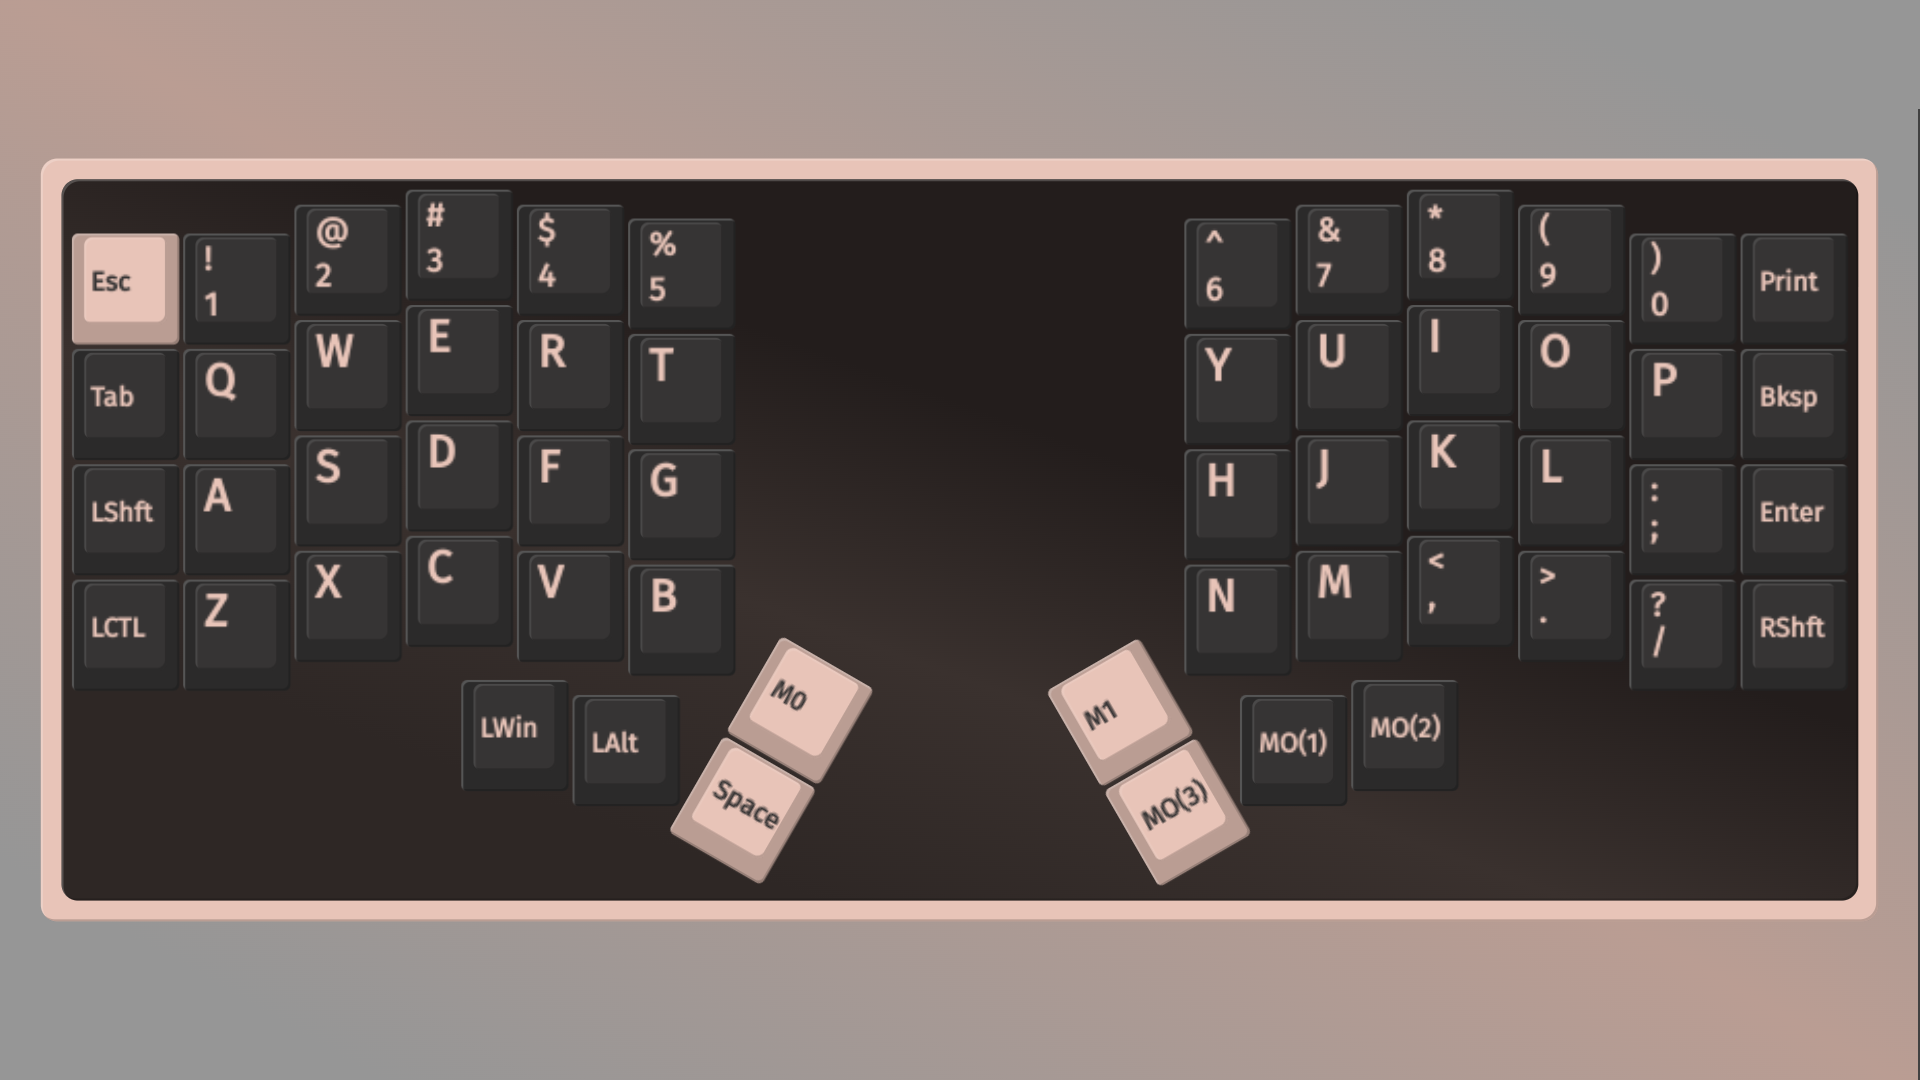 Esc ! 1 @ 2 # 3 $ 4 % 5 ^ 6 & 7 * 8 ( 9 ) 0 Print
Tab Q W E R T Y U I O P Bksp
LShft A S D F G H J K L : ; Enter
LCTL Z X C V B N M < , > . ? / RShft
LWin LAlt M0 M1 MO(1) MO(2)
Space MO(3)